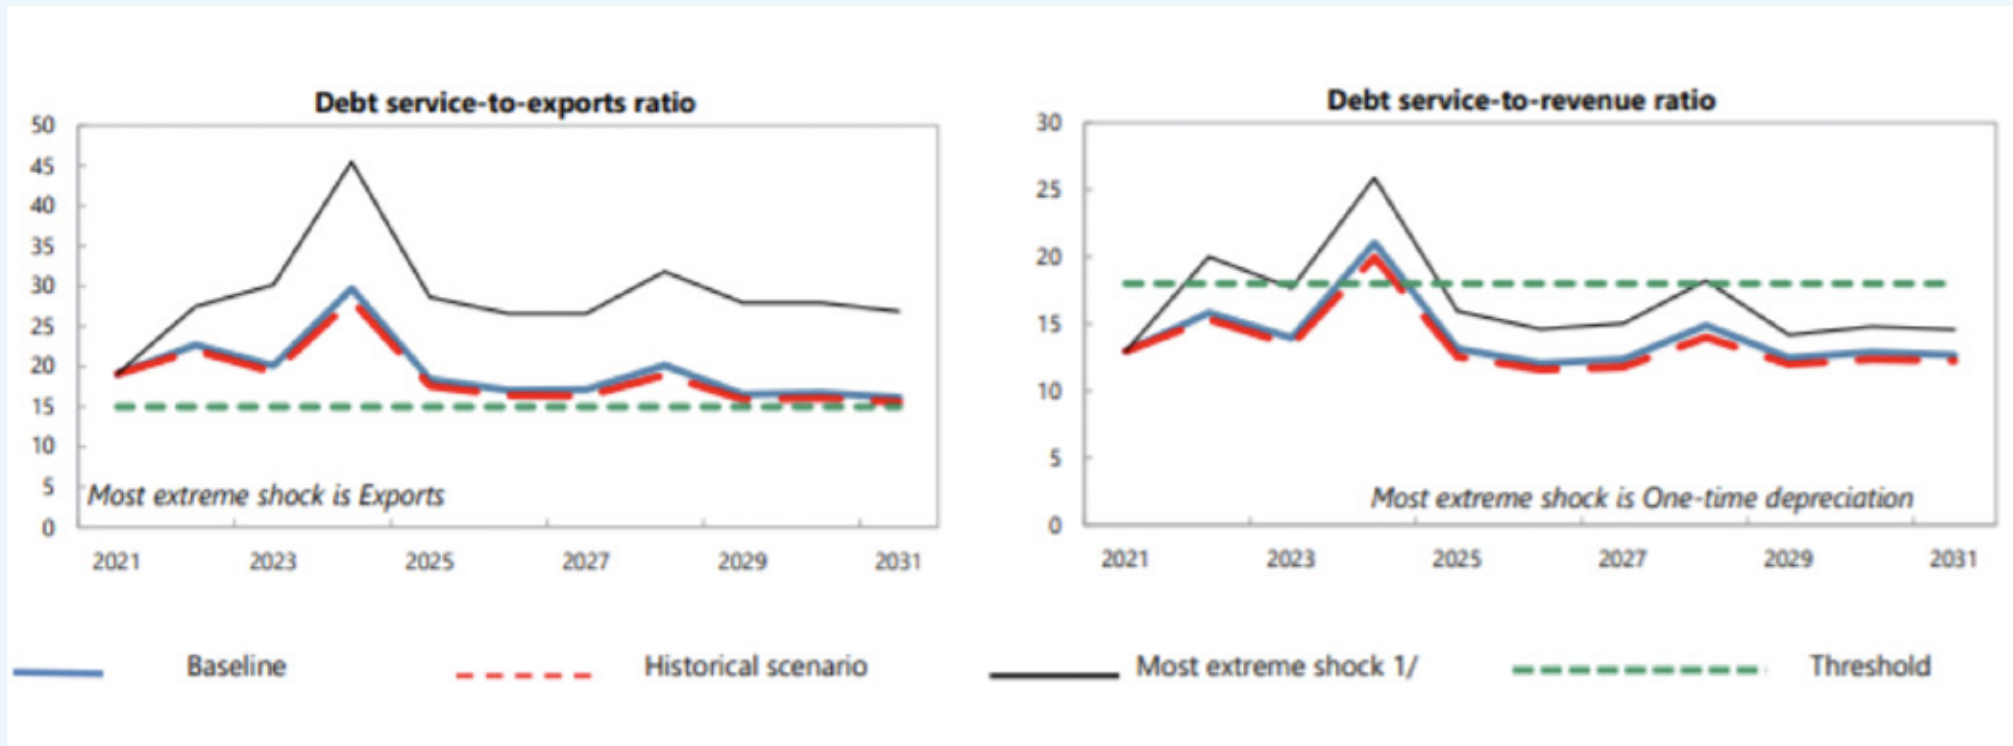 Debt service-to-exports ratio
50
45
40
35
30
25
20
15
10
5
0
Most extreme shock is Exports
2021 2023 2025 2027 2029 2031
Debt service-to-revenue ratio
30
25
20
15
10
5
0
Most extreme shock is One-time depreciation
2021 2023 2025 2027 2029 2031
Baseline Historical scenario Most extreme shock 1/ Threshold